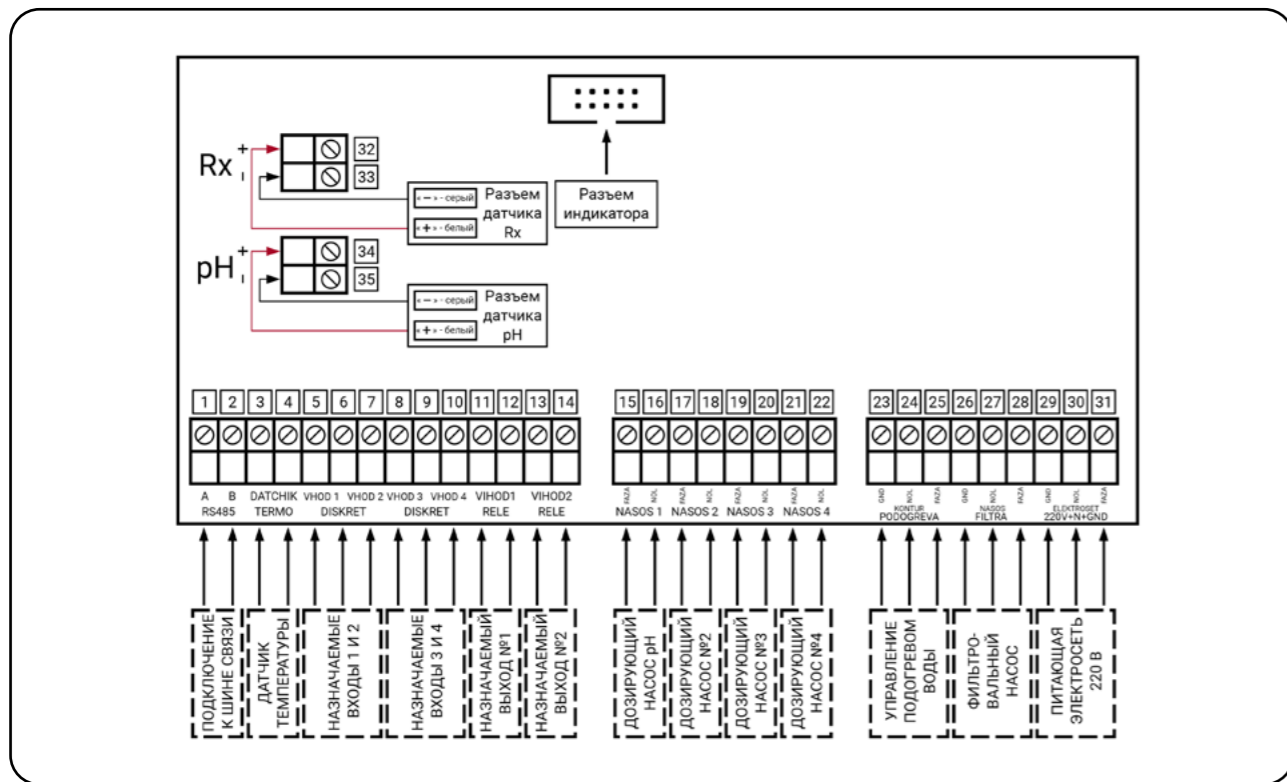 Rx
+
-
32
33
«−» - серый
«+» - белый
Разъем
датчика
Rx
Разъем
индикатора
pH
+
-
34
35
«−» - серый
«+» - белый
Разъем
датчика
pH
1 2 3 4 5 6 7 8 9 10 11 12 13 14
15 16 17 18 19 20 21 22
23 24 25 26 27 28 29 30 31
A B DATCHIK VHOD 1 VHOD 2 VHOD 3 VHOD 4 VIHOD1 VIHOD2
RS485 TERMO DISKRET DISKRET RELE RELE
FAZA NOL FAZA NOL FAZA NOL FAZA NOL
NASOS 1 NASOS 2 NASOS 3 NASOS 4
GND NOL FAZA GND NOL FAZA GND NOL FAZA
KONTUR NASOS ELEKTROSET
PODOGREVA FILTRA 220V+N+GND
ПОДКЛЮЧЕНИЕ
К ШИНЕ СВЯЗИ
ДАТЧИК
ТЕМПЕРАТУРЫ
НАЗНАЧАЕМЫЕ
ВХОДЫ 1 И 2
НАЗНАЧАЕМЫЕ
ВХОДЫ 3 И 4
НАЗНАЧАЕМЫЙ
ВЫХОД №1
НАЗНАЧАЕМЫЙ
ВЫХОД №2
ДОЗИРУЮЩИЙ
НАСОС pH
ДОЗИРУЮЩИЙ
НАСОС №2
ДОЗИРУЮЩИЙ
НАСОС №3
ДОЗИРУЮЩИЙ
НАСОС №4
УПРАВЛЕНИЕ
ПОДОГРЕВОМ
ВОДЫ
ФИЛЬТРО-
ВАЛЬНЫЙ
НАСОС
ПИТАЮЩАЯ
ЭЛЕКТРОСЕТЬ
220 В